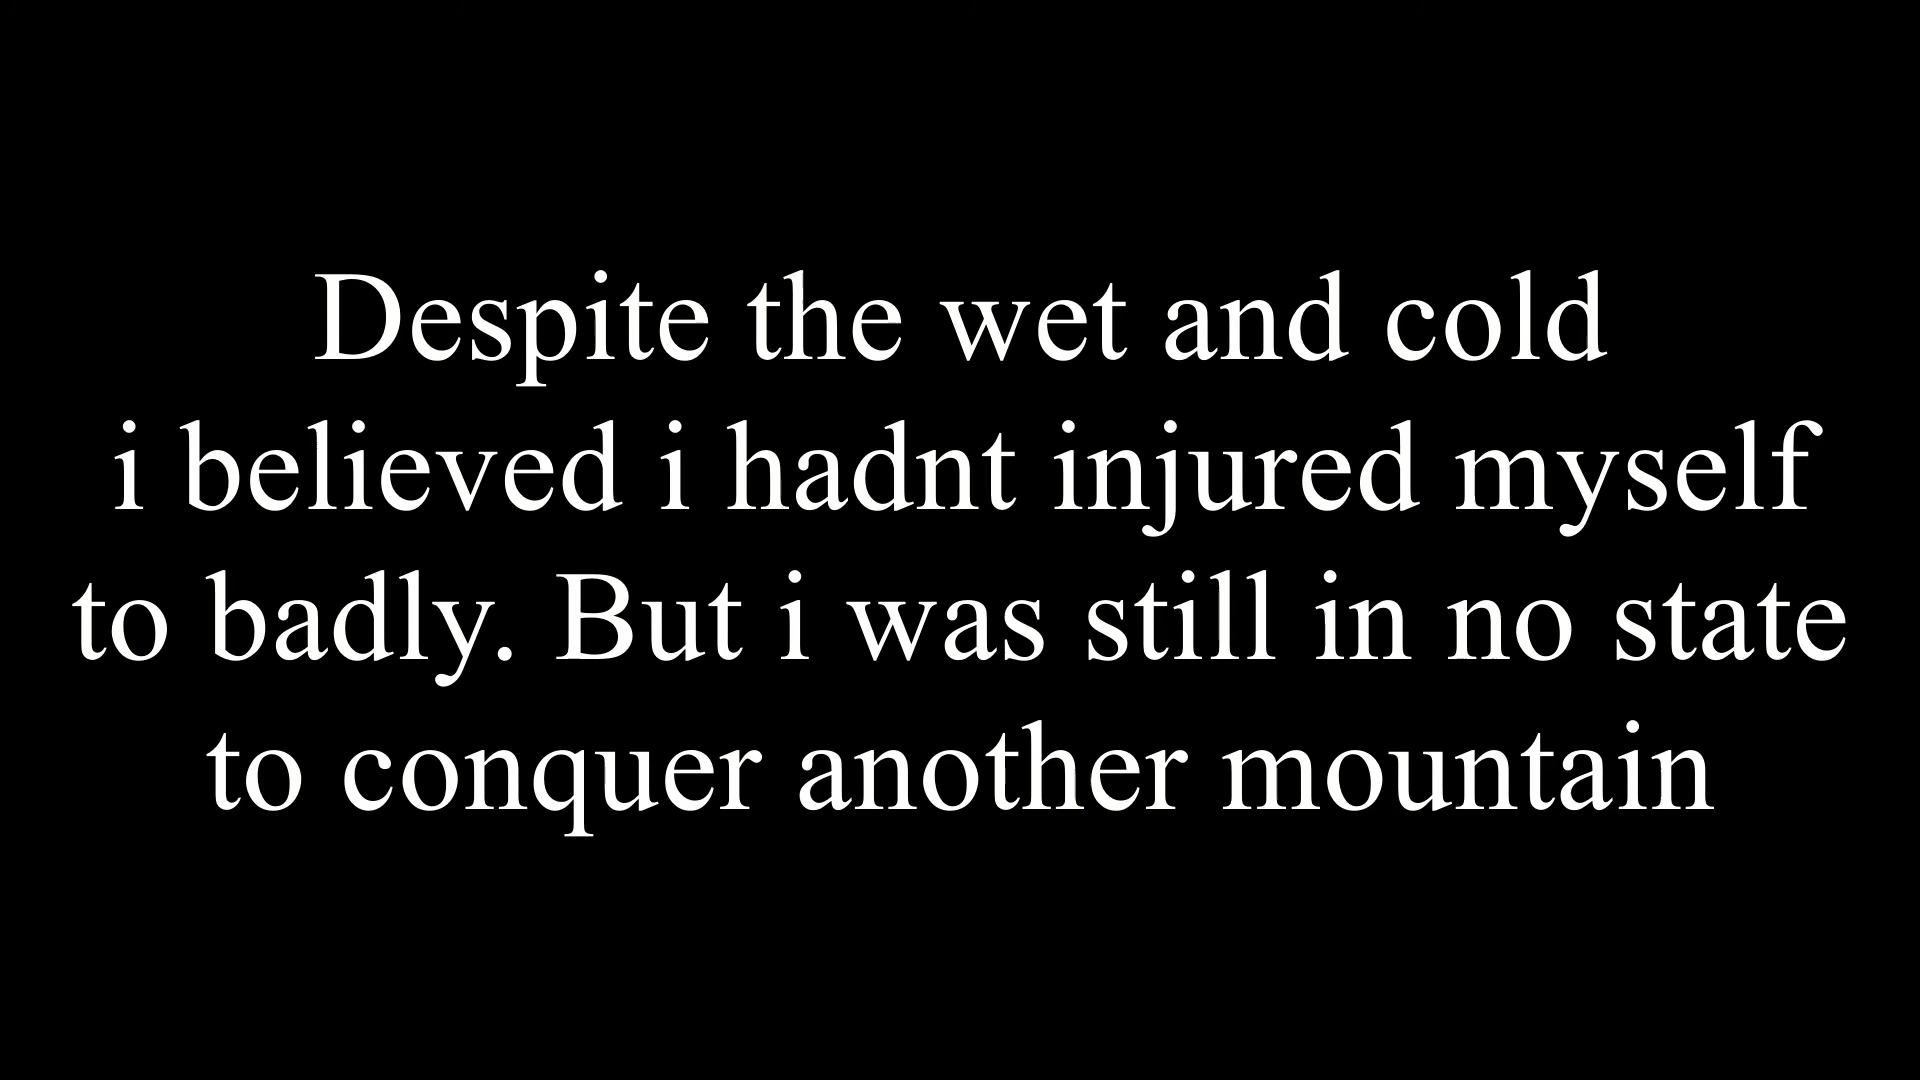 Despite the wet and cold
i believed i hadnt injured myself
to badly. But i was still in no state
to conquer another mountain